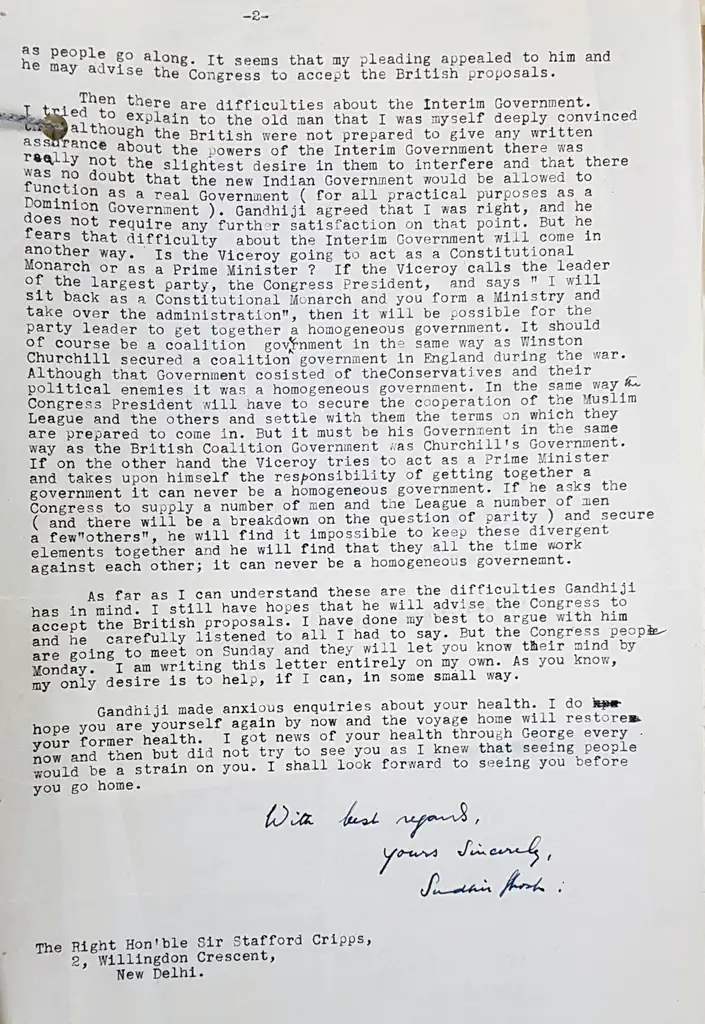 -2-
as people go along. It seems that my pleading appealed to him and
he may advise the Congress to accept the British proposals.
Then there are difficulties about the Interim Government.
I tried to explain to the old man that I was myself deeply convinced
although the British were not prepared to give any written
assurance about the powers of the Interim Government there was
really not the slightest desire in them to interfere and that there
was no doubt that the new Indian Government would be allowed to
function as a real Government ( for all practical purposes as a
Dominion Government ). Gandhiji agreed that I was right, and he
does not require any further satisfaction on that point. But he
fears that difficulty about the Interim Government will come in
another way. Is the Viceroy going to act as a Constitutional
Monarch or as a Prime Minister ? If the Viceroy calls the leader
of the largest party, the Congress President, and says " I will
sit back as a Constitutional Monarch and you form a Ministry and
take over the administration", then it will be possible for the
party leader to get together a homogeneous government. It should
of course be a coalition government in the same way as Winston
Churchill secured a coalition government in England during the war.
Although that Government cosisted of theConservatives and their
political enemies it was a homogeneous government. In the same way the
Congress President will have to secure the cooperation of the Muslim
League and the others and settle with them the terms on which they
are prepared to come in. But it must be his Government in the same
way as the British Coalition Government was Churchill's Government.
If on the other hand the Viceroy tries to act as a Prime Minister
and takes upon himself the responsibility of getting together a
government it can never be a homogeneous government. If he asks the
Congress to supply a number of men and the League a number of men
( and there will be a breakdown on the question of parity ) and secure
a few"others", he will find it impossible to keep these divergent
elements together and he will find that they all the time work
against each other; it can never be a homogeneous governemnt.
As far as I can understand these are the difficulties Gandhiji
has in mind. I still have hopes that he will advise the Congress to
accept the British proposals. I have done my best to argue with him
and he carefully listened to all I had to say. But the Congress people
are going to meet on Sunday and they will let you know their mind by
Monday. I am writing this letter entirely on my own. As you know,
my only desire is to help, if I can, in some small way.
Gandhiji made anxious enquiries about your health. I do
hope you are yourself again by now and the voyage home will restore
your former health. I got news of your health through George every
now and then but did not try to see you as I knew that seeing people
would be a strain on you. I shall look forward to seeing you before
you go home.
With best regards,
Yours Sincerely,
Sudhir Ghosh :
The Right Hon'ble Sir Stafford Cripps,
2, Willingdon Crescent,
New Delhi.